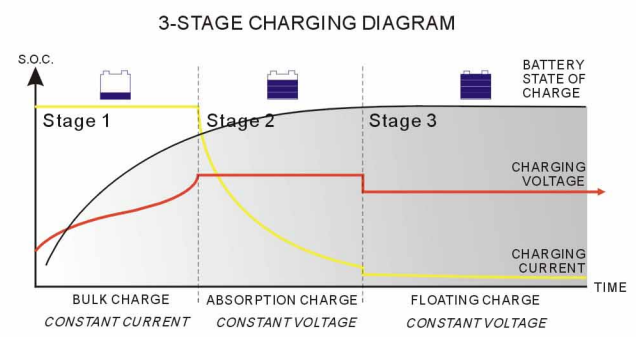 3-STAGE CHARGING DIAGRAM
S.O.C.
BATTERY
STATE OF
CHARGE
Stage 1
Stage 2
Stage 3
CHARGING
VOLTAGE
CHARGING
CURRENT
TIME
BULK CHARGE
ABSORPTION CHARGE
FLOATING CHARGE
CONSTANT CURRENT
CONSTANT VOLTAGE
CONSTANT VOLTAGE